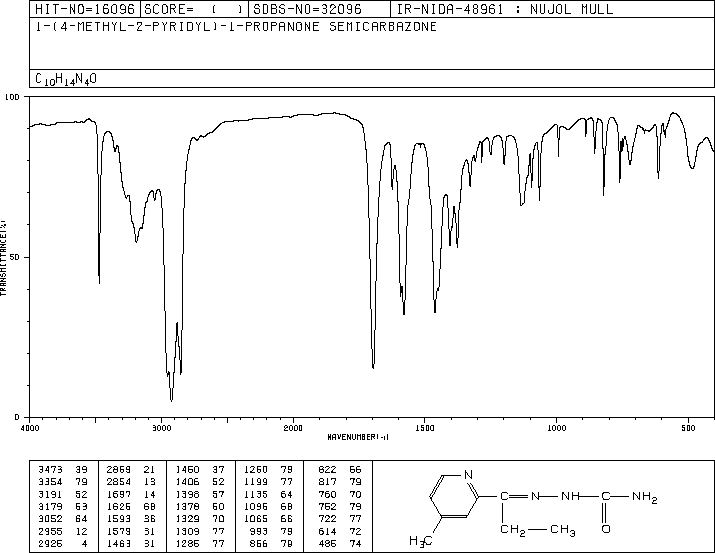 HIT-NO=16096 SCORE= ( ) SDBS-NO=32096 IR-NIDA-48961 : NUJOL MULL
1-(4-METHYL-2-PYRIDYL)-1-PROPANONE SEMICARBAZONE
C10H14N4O
100
50
0
TRANSMITTANCE(%)
4000 3000 2000 1500 1000 500
WAVENUMBER(-1)
3473 39 2869 21 1460 37 1250 79 822 66
3354 79 2854 13 1406 52 1199 77 817 79
3191 52 1697 14 1398 57 1135 64 760 70
3179 53 1626 68 1378 60 1096 68 752 79
3052 64 1593 36 1329 70 1065 66 722 77
2955 12 1579 31 1309 77 993 79 614 72
2925 4 1463 31 1285 77 866 79 485 74
N
C N NH C NH2
H3C CH2 CH3 O